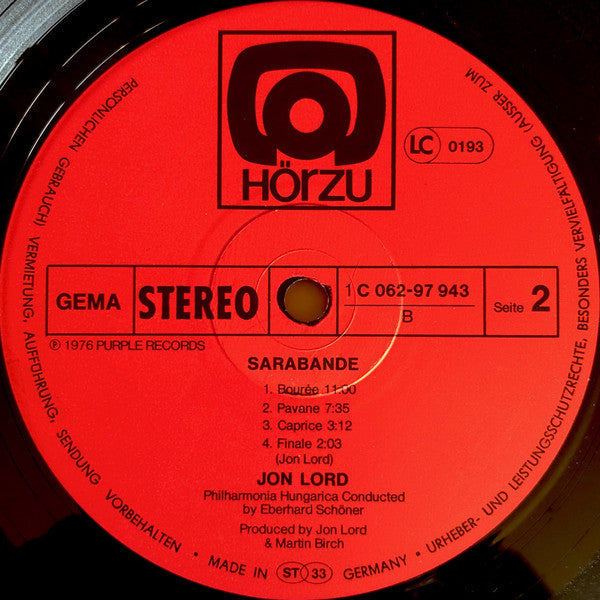 HÖRZU
LC 0193
GEMA STEREO 1 C 062-97 943 B Seite 2
Ⓟ 1976 PURPLE RECORDS
SARABANDE
1. Bourée 11:00
2. Pavane 7:35
3. Caprice 3:12
4. Finale 2:03
(Jon Lord)
JON LORD
Philharmonia Hungarica Conducted
by Eberhard Schöner
Produced by Jon Lord
& Martin Birch
URHEBER- UND LEISTUNGSSCHUTZRECHTE, BESONDERS VERVIELFÄLTIGUNG (AUSSER ZUM PERSÖNLICHEN GEBRAUCH) VERMIETUNG, AUFFÜHRUNG, SENDUNG VORBEHALTEN • MADE IN ST 33 GERMANY •